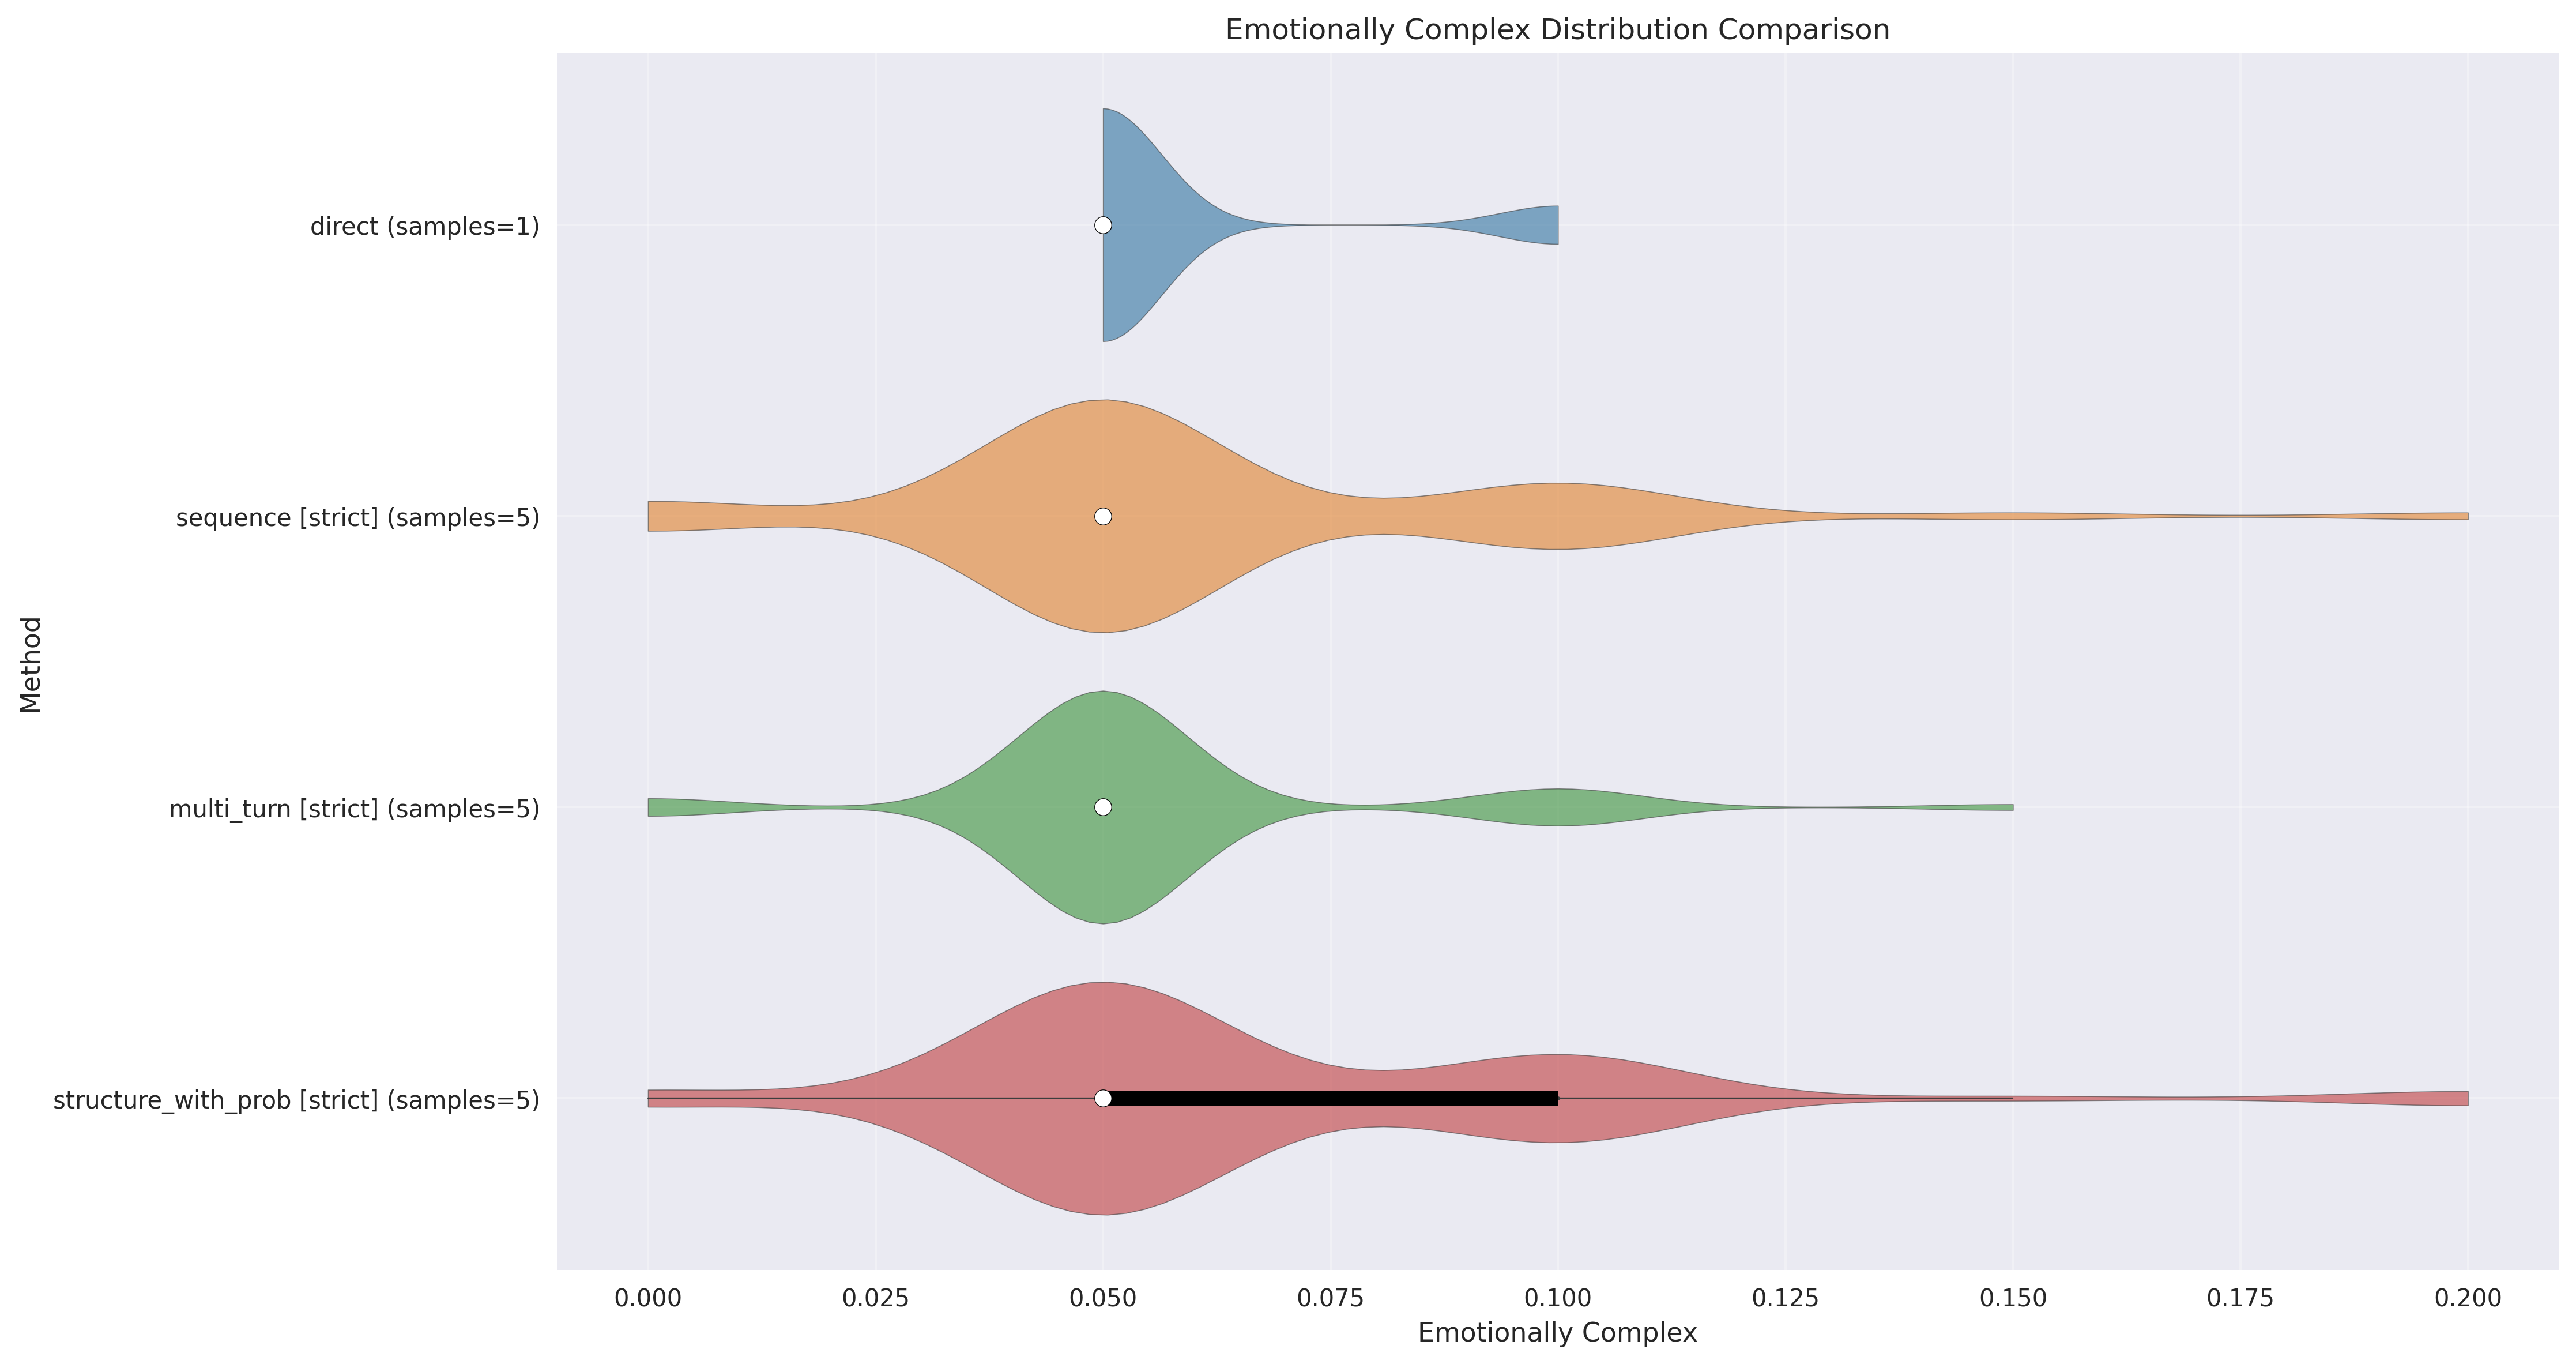 Emotionally Complex Distribution Comparison
Method
direct (samples=1)
sequence [strict] (samples=5)
multi_turn [strict] (samples=5)
structure_with_prob [strict] (samples=5)
0.000 0.025 0.050 0.075 0.100 0.125 0.150 0.175 0.200
Emotionally Complex